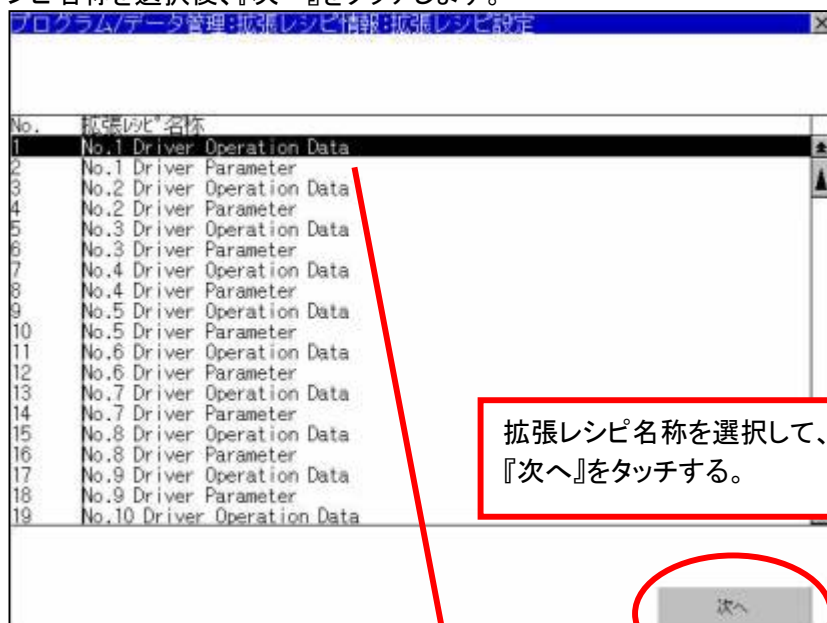 シピ名称を選択後、『次へ』をタッチします。
プログラム/データ管理:拡張レシピ情報:拡張レシピ設定
No. 拡張ﾚｼﾋﾟ名称
1 No.1 Driver Operation Data
2 No.1 Driver Parameter
3 No.2 Driver Operation Data
4 No.2 Driver Parameter
5 No.3 Driver Operation Data
6 No.3 Driver Parameter
7 No.4 Driver Operation Data
8 No.4 Driver Parameter
9 No.5 Driver Operation Data
10 No.5 Driver Parameter
11 No.6 Driver Operation Data
12 No.6 Driver Parameter
13 No.7 Driver Operation Data
14 No.7 Driver Parameter
15 No.8 Driver Operation Data
16 No.8 Driver Parameter
17 No.9 Driver Operation Data
18 No.9 Driver Parameter
19 No.10 Driver Operation Data
拡張レシピ名称を選択して、
『次へ』をタッチする。
次へ